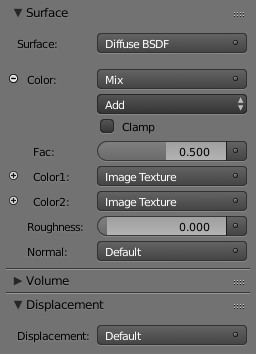 Surface
Surface: Diffuse BSDF
Color: Mix
Add
Clamp
Fac: 0.500
Color1: Image Texture
Color2: Image Texture
Roughness: 0.000
Normal: Default
Volume
Displacement
Displacement: Default